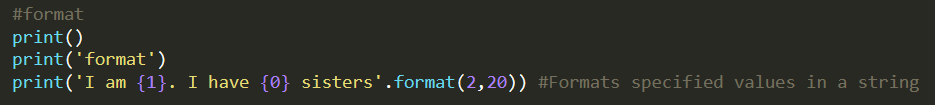 #format
print()
print('format')
print('I am {1}. I have {0} sisters'.format(2,20)) #Formats specified values in a string